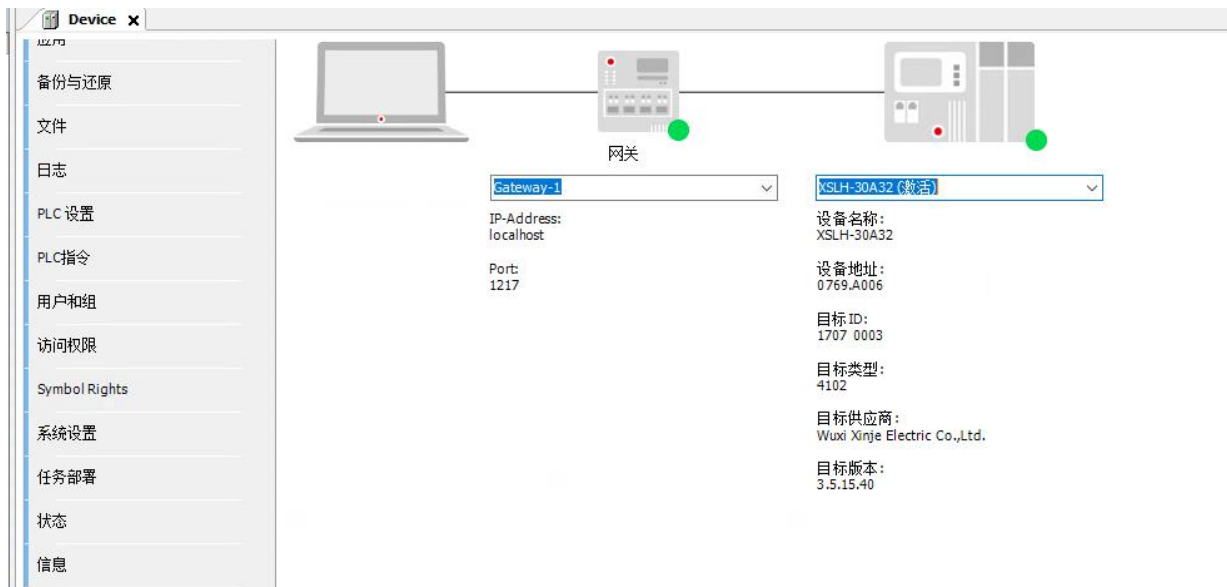 Device
应用
备份与还原
文件
日志
PLC 设置
PLC指令
用户和组
访问权限
Symbol Rights
系统设置
任务部署
状态
信息
网关
Gateway-1
IP-Address:
localhost
Port:
1217
XSLH-30A32 (激活)
设备名称:
XSLH-30A32
设备地址:
0769.A006
目标 ID:
1707 0003
目标类型:
4102
目标供应商:
Wuxi Xinje Electric Co.,Ltd.
目标版本:
3.5.15.40